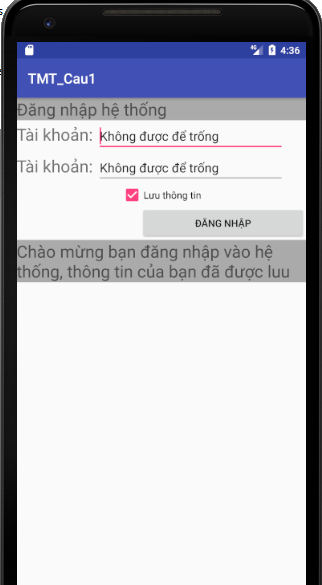 4G 4:36
TMT_Cau1
Đăng nhập hệ thống
Tài khoản: Không được để trống
Tài khoản: Không được để trống
Lưu thông tin
ĐĂNG NHẬP
Chào mừng bạn đăng nhập vào hệ
thống, thông tin của bạn đã được luu